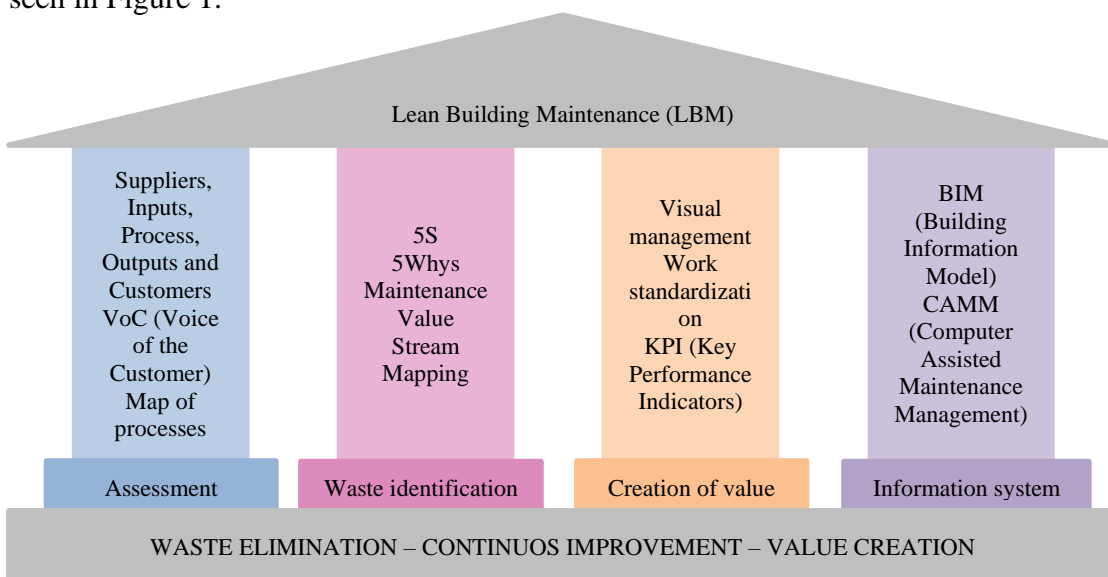 seen in Figure 1.
Lean Building Maintenance (LBM)
Suppliers,
Inputs,
Process,
Outputs and
Customers
VoC (Voice
of the
Customer)
Map of
processes
5S
5Whys
Maintenance
Value
Stream
Mapping
Visual
management
Work
standardizati
on
KPI (Key
Performance
Indicators)
BIM
(Building
Information
Model)
CAMM
(Computer
Assisted
Maintenance
Management)
Assessment
Waste identification
Creation of value
Information system
WASTE ELIMINATION – CONTINUOS IMPROVEMENT – VALUE CREATION